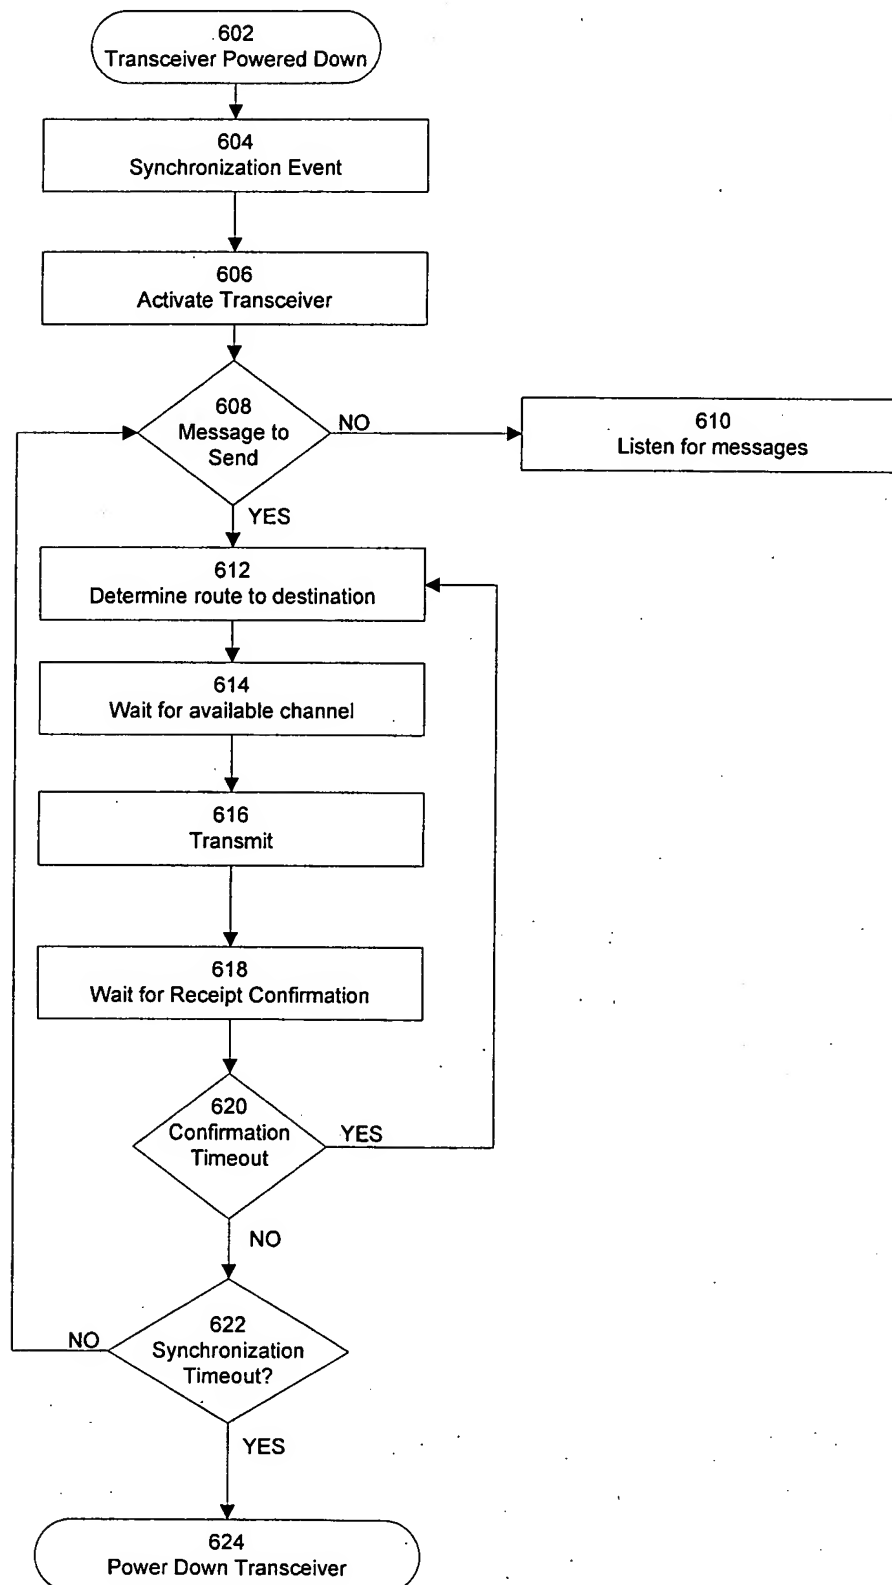 602
Transceiver Powered Down
604
Synchronization Event
606
Activate Transceiver
608
Message to
Send
NO
610
Listen for messages
YES
612
Determine route to destination
614
Wait for available channel
616
Transmit
618
Wait for Receipt Confirmation
620
Confirmation
Timeout
YES
NO
622
Synchronization
Timeout?
NO
YES
624
Power Down Transceiver